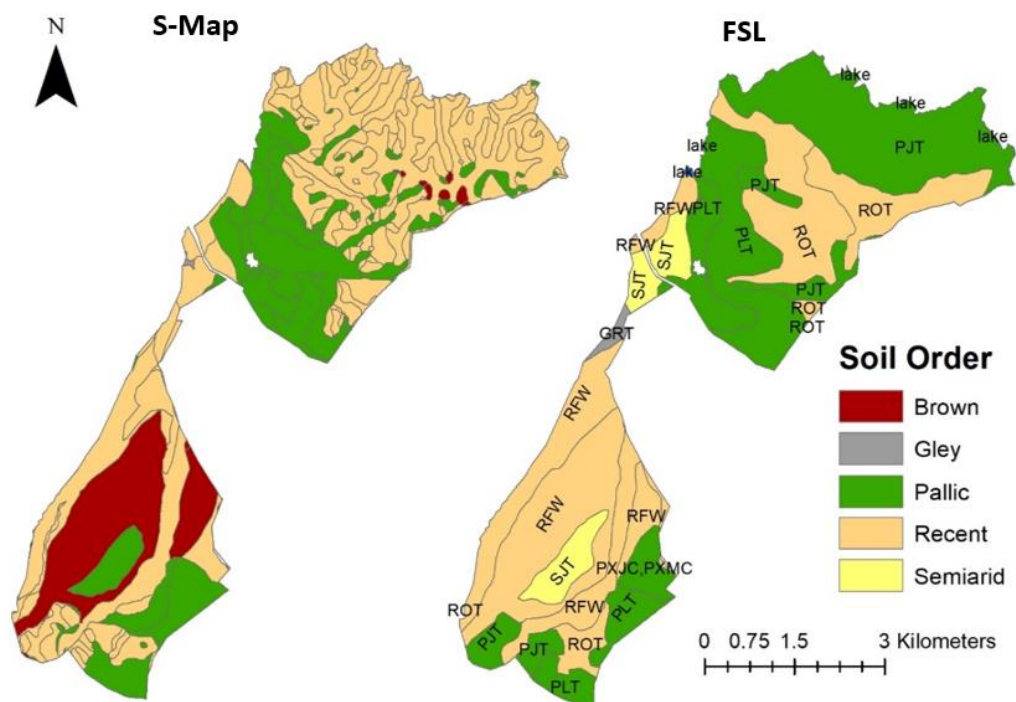 N
S-Map
FSL
lake
lake
lake
lake
lake
PJT
PJT
RFWPLT
PLT
ROT
ROT
RFW
SJT
SJT
PJT
ROT
ROT
GRT
RFW
RFW
RFW
SJT
PXJC,PXMC
RFW
PLT
ROT
PJT
PJT
ROT
PLT
Soil Order
Brown
Gley
Pallic
Recent
Semiarid
0 0.75 1.5 3 Kilometers